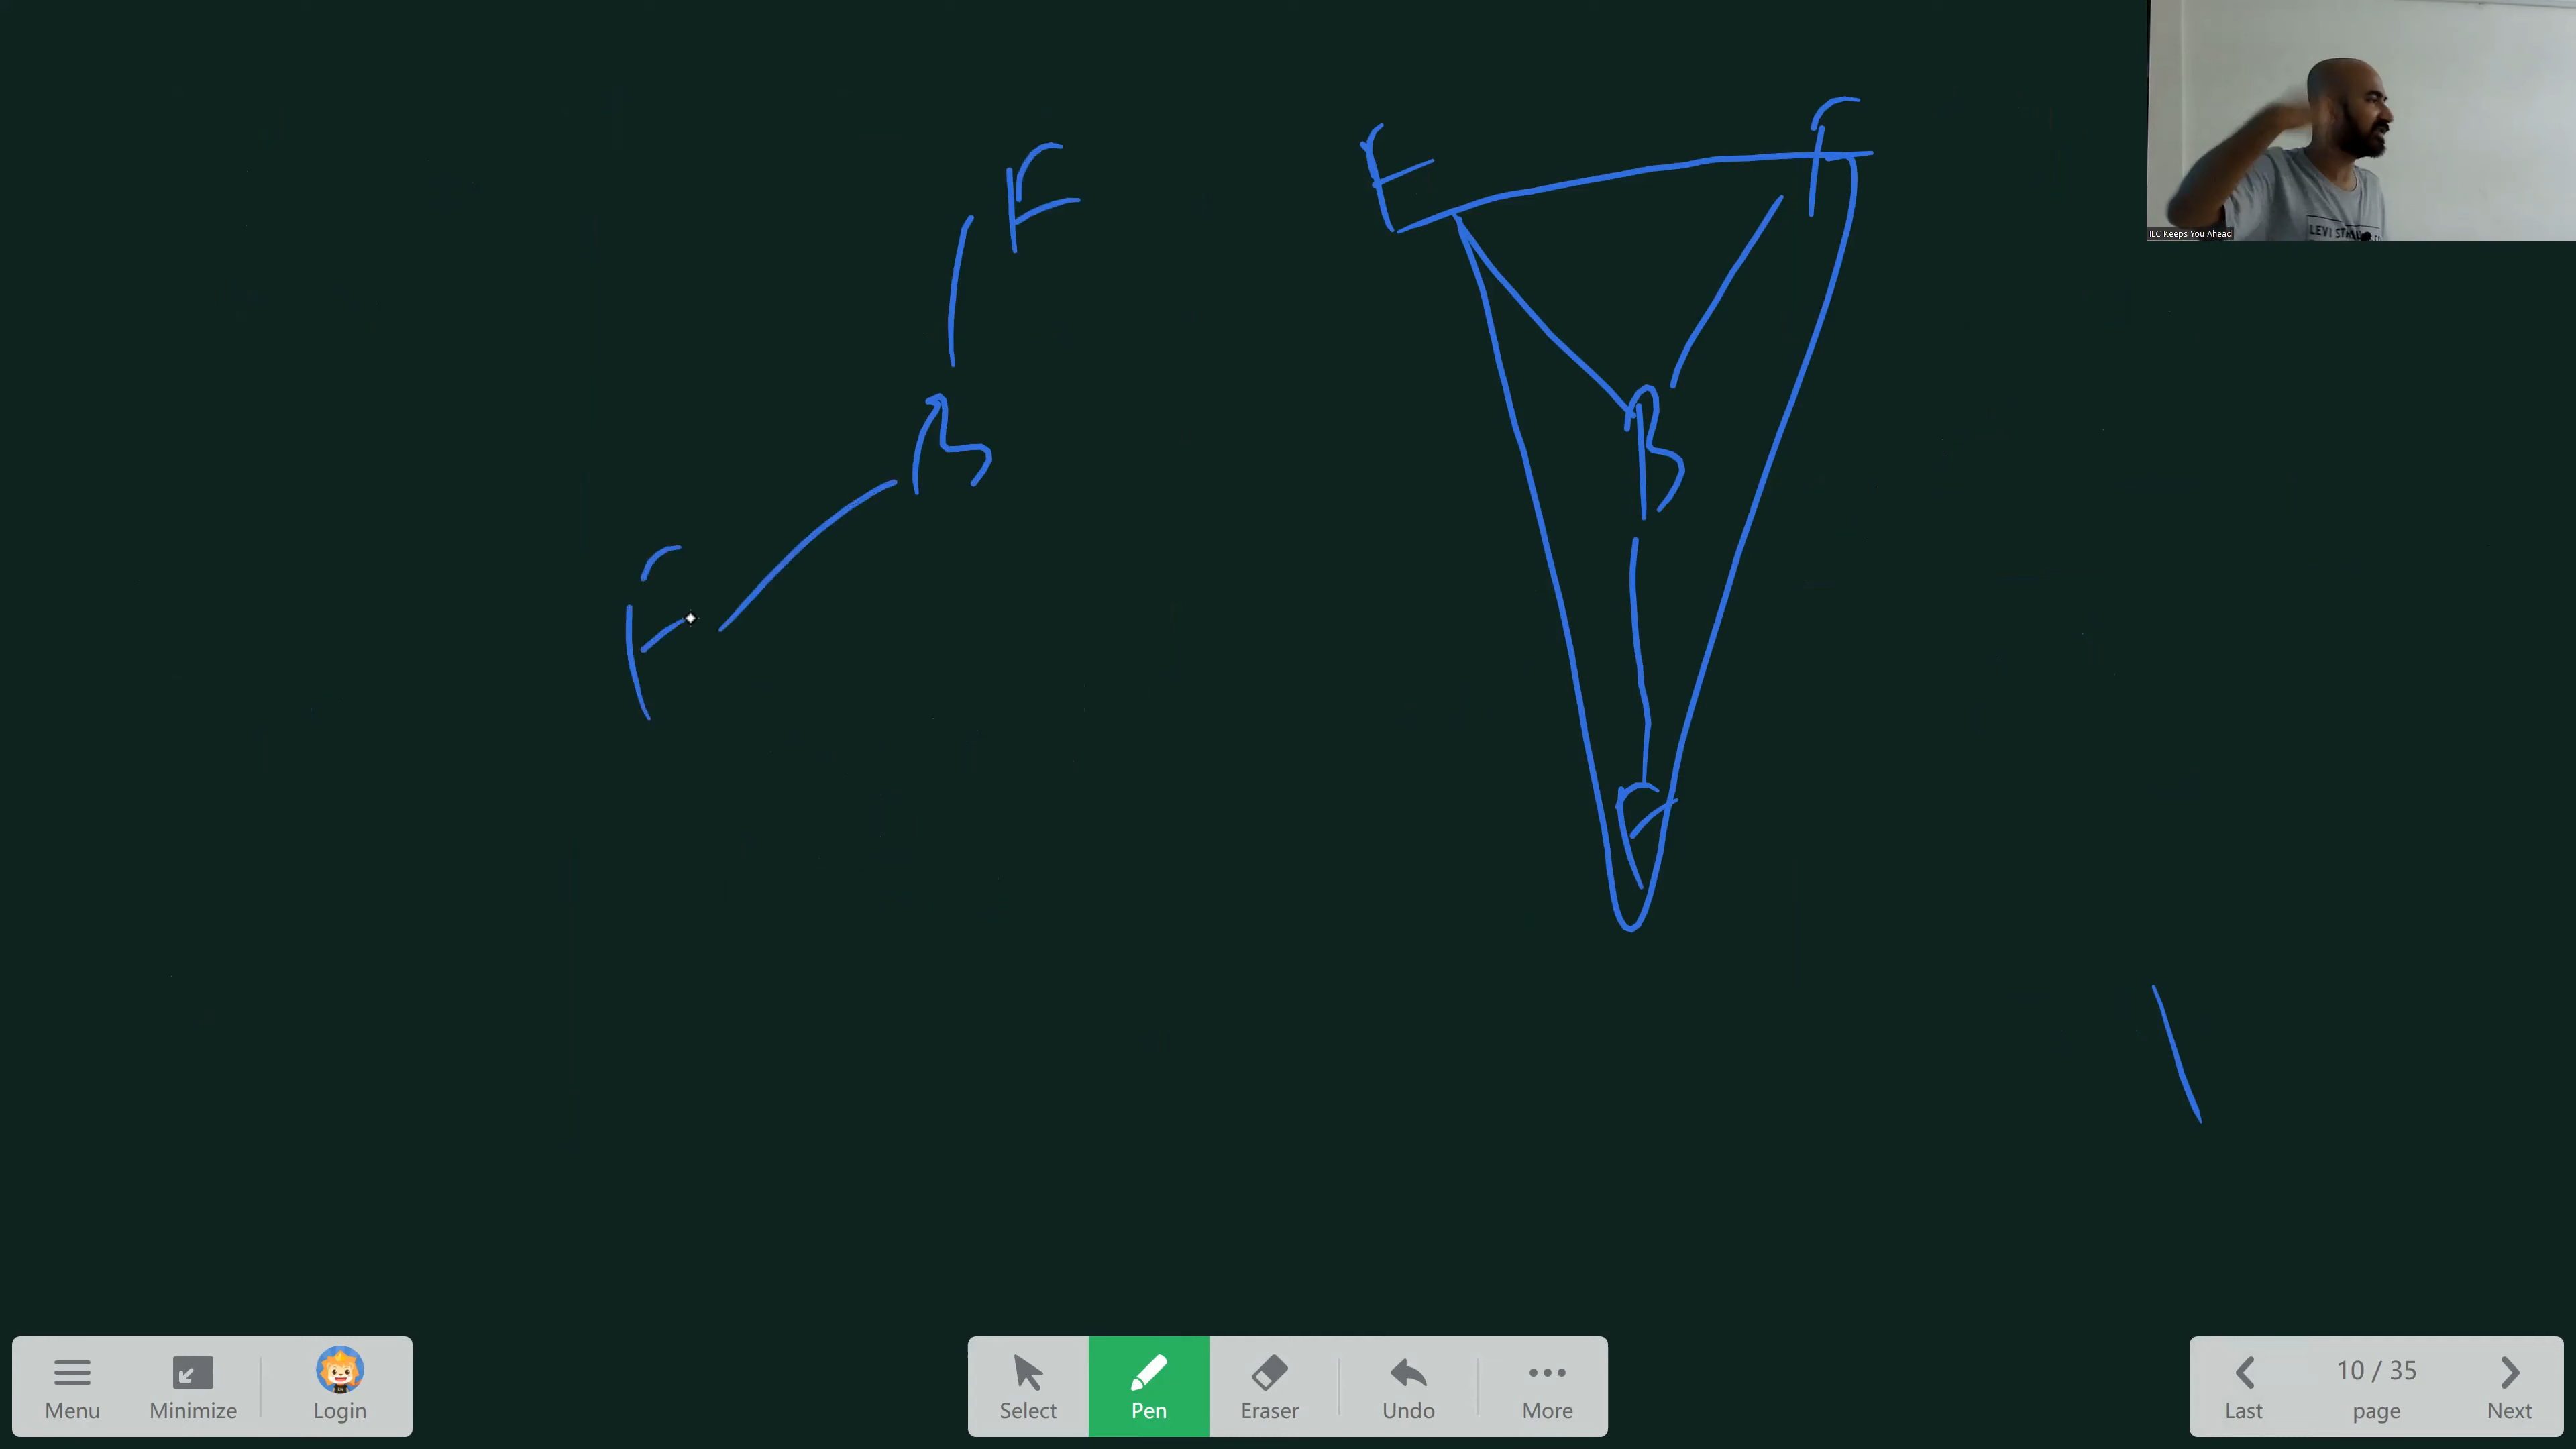 F
B
F
F
F
B
F
ILC Keeps You Ahead
Menu
Minimize
Login
Select
Pen
Eraser
Undo
More
Last
10 / 35
page
Next